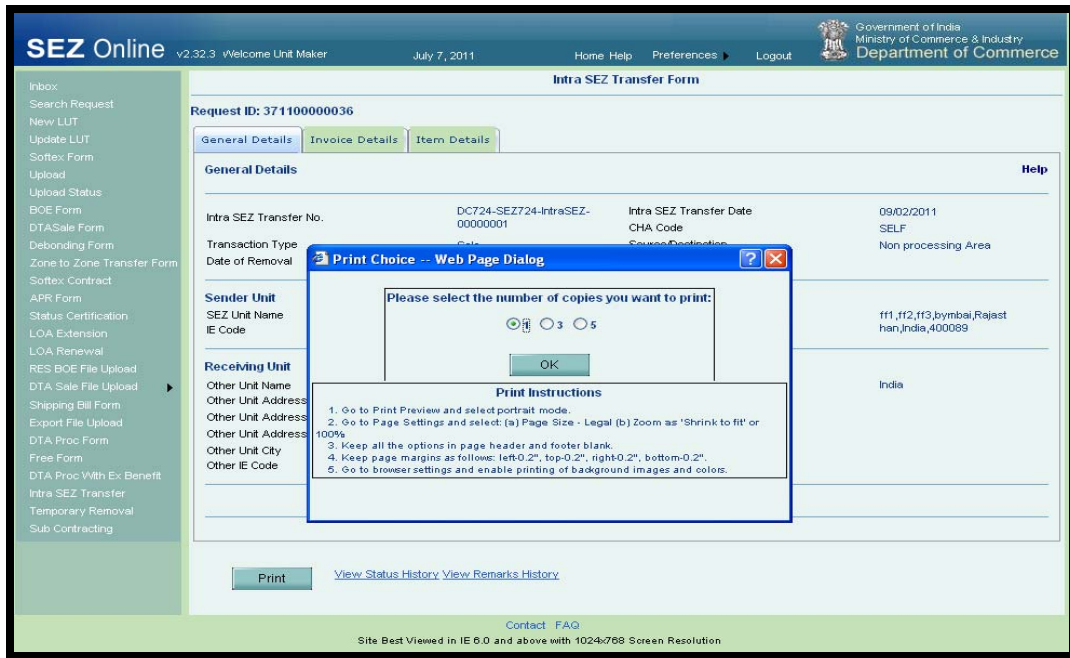 SEZ Online v2.32.3 Welcome Unit Maker July 7, 2011 Home Help Preferences Logout
Government of India
Ministry of Commerce & Industry
Department of Commerce
Inbox
Search Request
New LUT
Update LUT
Softex Form
Upload
Upload Status
BOE Form
DTASale Form
Debonding Form
Zone to Zone Transfer Form
Softex Contract
APR Form
Status Certification
LOA Extension
LOA Renewal
RES BOE File Upload
DTA Sale File Upload
Shipping Bill Form
Export File Upload
DTA Proc Form
Free Form
DTA Proc With Ex Benefit
Intra SEZ Transfer
Temporary Removal
Sub Contracting
Intra SEZ Transfer Form
Request ID: 371100000036
General Details Invoice Details Item Details
General Details Help
Intra SEZ Transfer No. DC724-SEZ724-IntraSEZ-00000001 Intra SEZ Transfer Date 09/02/2011
CHA Code SELF
Transaction Type Sale Source/Destination Non processing Area
Date of Removal
Sender Unit
SEZ Unit Name ff1,ff2,ff3,bymbai,Rajast
IE Code han,India,400089
Receiving Unit
Other Unit Name India
Other Unit Address
Other Unit Address
Other Unit Address
Other Unit City
Other IE Code
Print Choice -- Web Page Dialog
Please select the number of copies you want to print:
1 3 5
OK
Print Instructions
1. Go to Print Preview and select portrait mode.
2. Go to Page Settings and select: (a) Page Size - Legal (b) Zoom as 'Shrink to fit' or
100%
3. Keep all the options in page header and footer blank.
4. Keep page margins as follows: left-0.2", top-0.2", right-0.2", bottom-0.2".
5. Go to browser settings and enable printing of background images and colors.
Print View Status History View Remarks History
Contact FAQ
Site Best Viewed in IE 6.0 and above with 1024x768 Screen Resolution